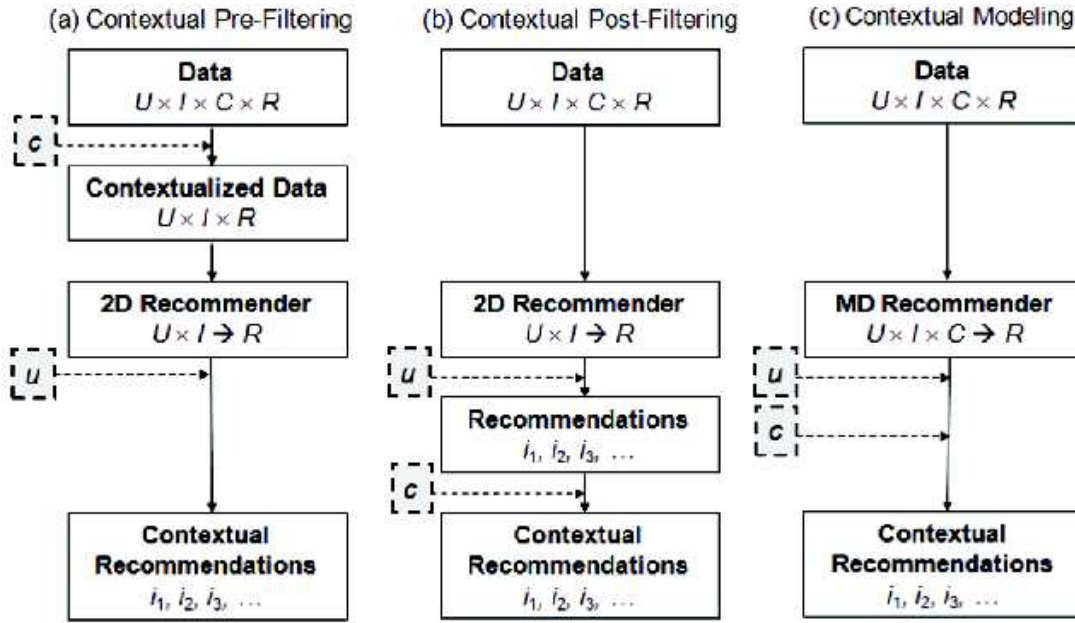 (a) Contextual Pre-Filtering
Data
U × I × C × R
c
Contextualized Data
U × I × R
2D Recommender
U × I → R
u
Contextual
Recommendations
i1, i2, i3, …
(b) Contextual Post-Filtering
Data
U × I × C × R
2D Recommender
U × I → R
u
Recommendations
i1, i2, i3, …
c
Contextual
Recommendations
i1, i2, i3, …
(c) Contextual Modeling
Data
U × I × C × R
MD Recommender
U × I × C → R
u
c
Contextual
Recommendations
i1, i2, i3, …